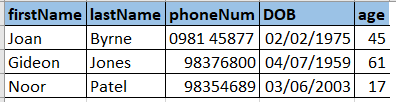 firstName lastName phoneNum DOB age
Joan Byrne 0981 45877 02/02/1975 45
Gideon Jones 98376800 04/07/1959 61
Noor Patel 98354689 03/06/2003 17